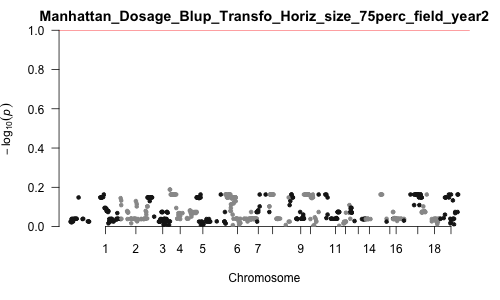 Manhattan_Dosage_Blup_Transfo_Horiz_size_75perc_field_year2
1.0
0.8
0.6
0.4
0.2
0.0
− log₁₀(p)
1 2 3 4 5 6 7 9 11 14 16 18
Chromosome